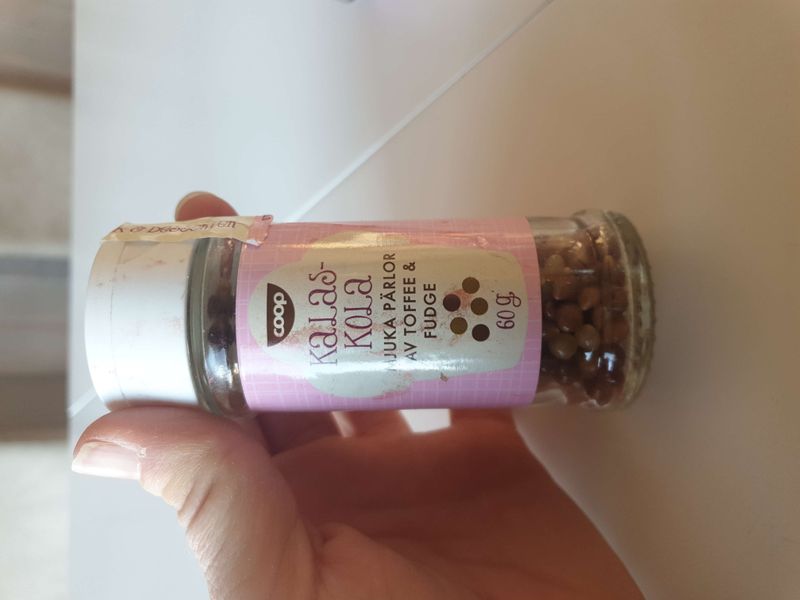 coop
KALAS-
KOLA
MJUKA PÄRLOR
AV TOFFEE &
FUDGE
60 g